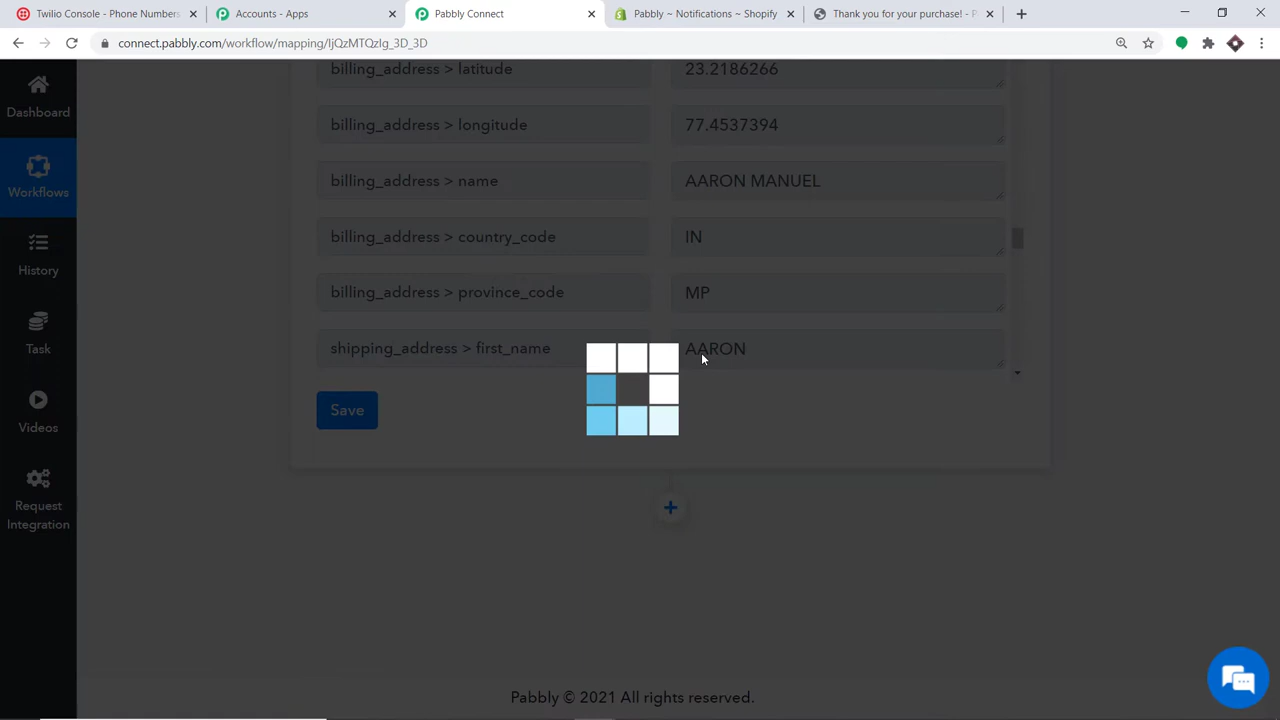 Twilio Console - Phone Numbers
Accounts - Apps
Pabbly Connect
Pabbly ~ Notifications ~ Shopify
Thank you for your purchase! - P
connect.pabbly.com/workflow/mapping/IjQzMTQzIg_3D_3D
Dashboard
Workflows
History
Task
Videos
Request
Integration
billing_address > latitude
23.2186266
billing_address > longitude
77.4537394
billing_address > name
AARON MANUEL
billing_address > country_code
IN
billing_address > province_code
MP
shipping_address > first_name
AARON
Save
Pabbly © 2021 All rights reserved.